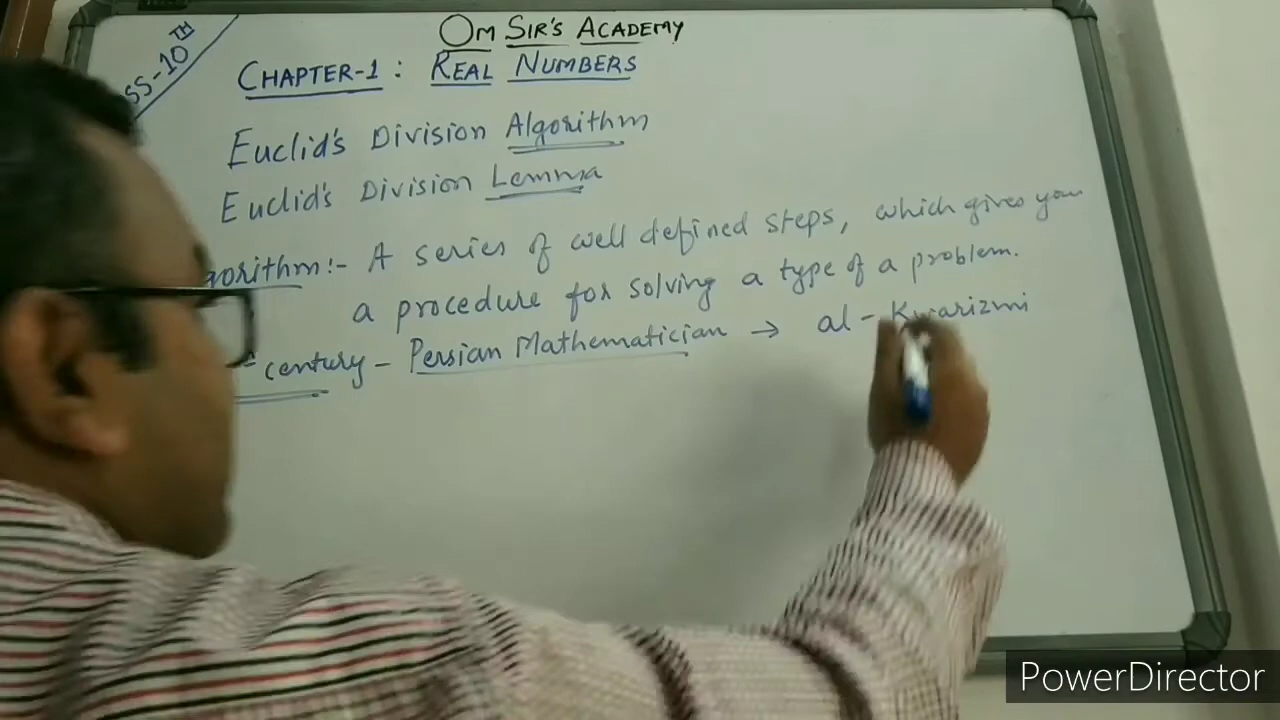 OM SIR'S ACADEMY
SS-10TH
CHAPTER-1: REAL NUMBERS
Euclid's Division Algorithm
Euclid's Division Lemma
gorithm:- A series of well defined steps, which gives you
a procedure for solving a type of a problem.
century - Persian Mathematician → al-Kwarizmi
PowerDirector